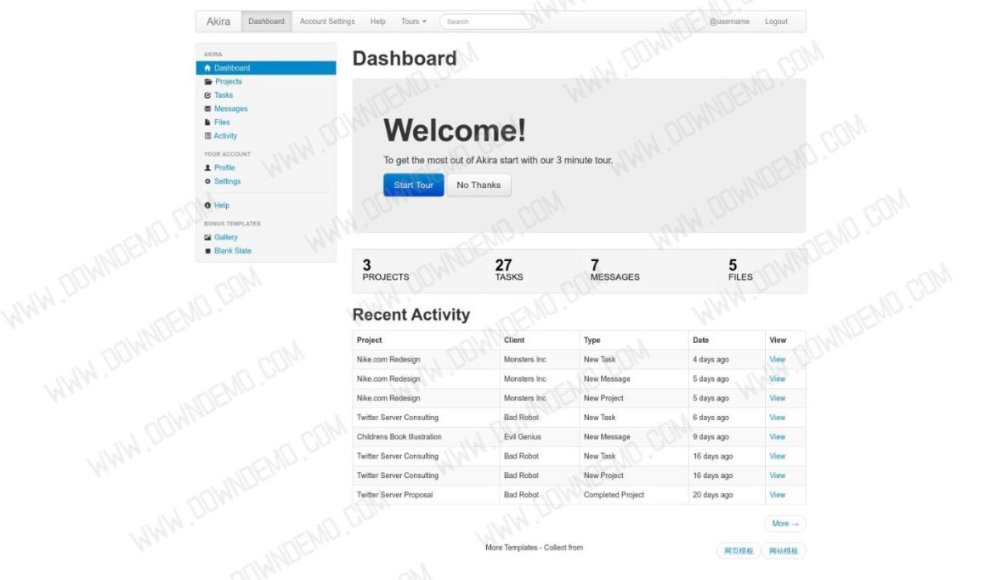 Akira Dashboard Account Settings Help Tours Search @username Logout
AKIRA
Dashboard
Projects
Tasks
Messages
Files
Activity
YOUR ACCOUNT
Profile
Settings
Help
BONUS TEMPLATES
Gallery
Blank Slate
Dashboard
Welcome!
To get the most out of Akira start with our 3 minute tour.
Start Tour No Thanks
3 27 7 5
PROJECTS TASKS MESSAGES FILES
Recent Activity
Project Client Type Date View
Nike.com Redesign Monsters Inc New Task 4 days ago View
Nike.com Redesign Monsters Inc New Message 5 days ago View
Nike.com Redesign Monsters Inc New Project 5 days ago View
Twitter Server Consulting Bad Robot New Task 6 days ago View
Childrens Book Illustration Evil Genius New Message 9 days ago View
Twitter Server Consulting Bad Robot New Task 16 days ago View
Twitter Server Consulting Bad Robot New Project 16 days ago View
Twitter Server Proposal Bad Robot Completed Project 20 days ago View
More →
More Templates - Collect from 网页模板 网站模板
WWW.DOWNDEMO.COM